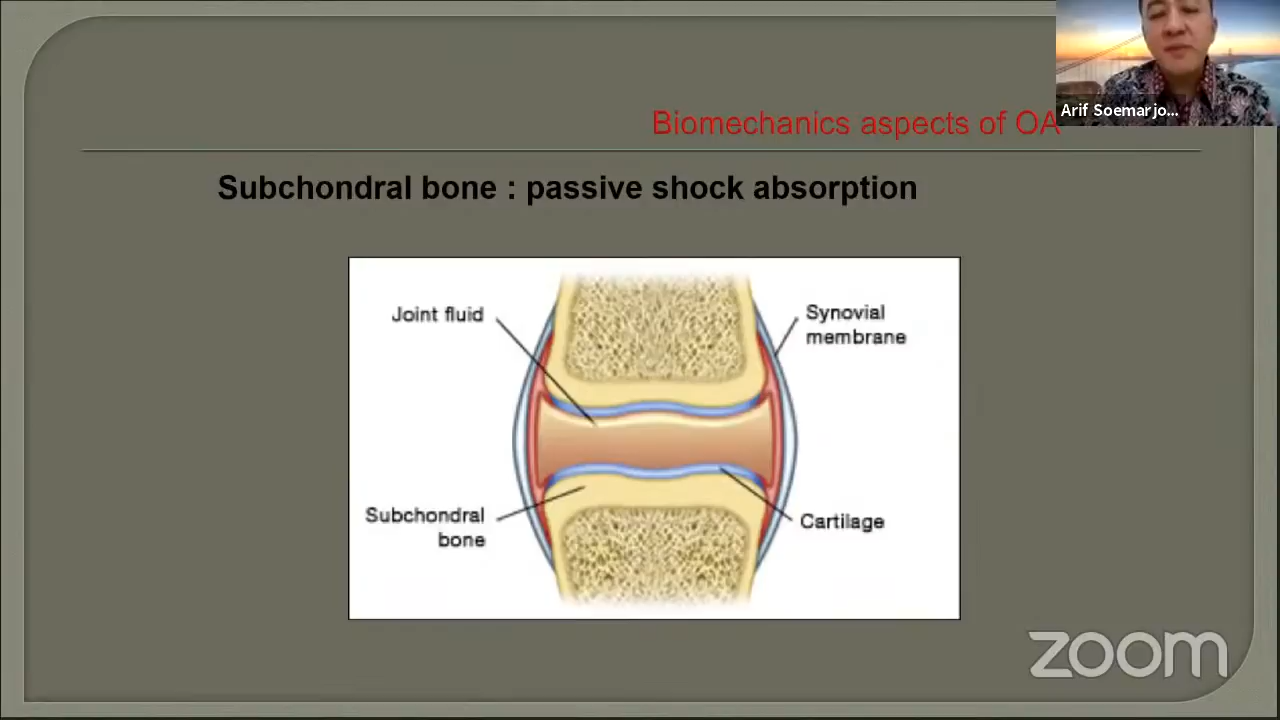 Arif Soemarjo...
Biomechanics aspects of OA
Subchondral bone : passive shock absorption
Joint fluid
Synovial
membrane
Subchondral
bone
Cartilage
zoom